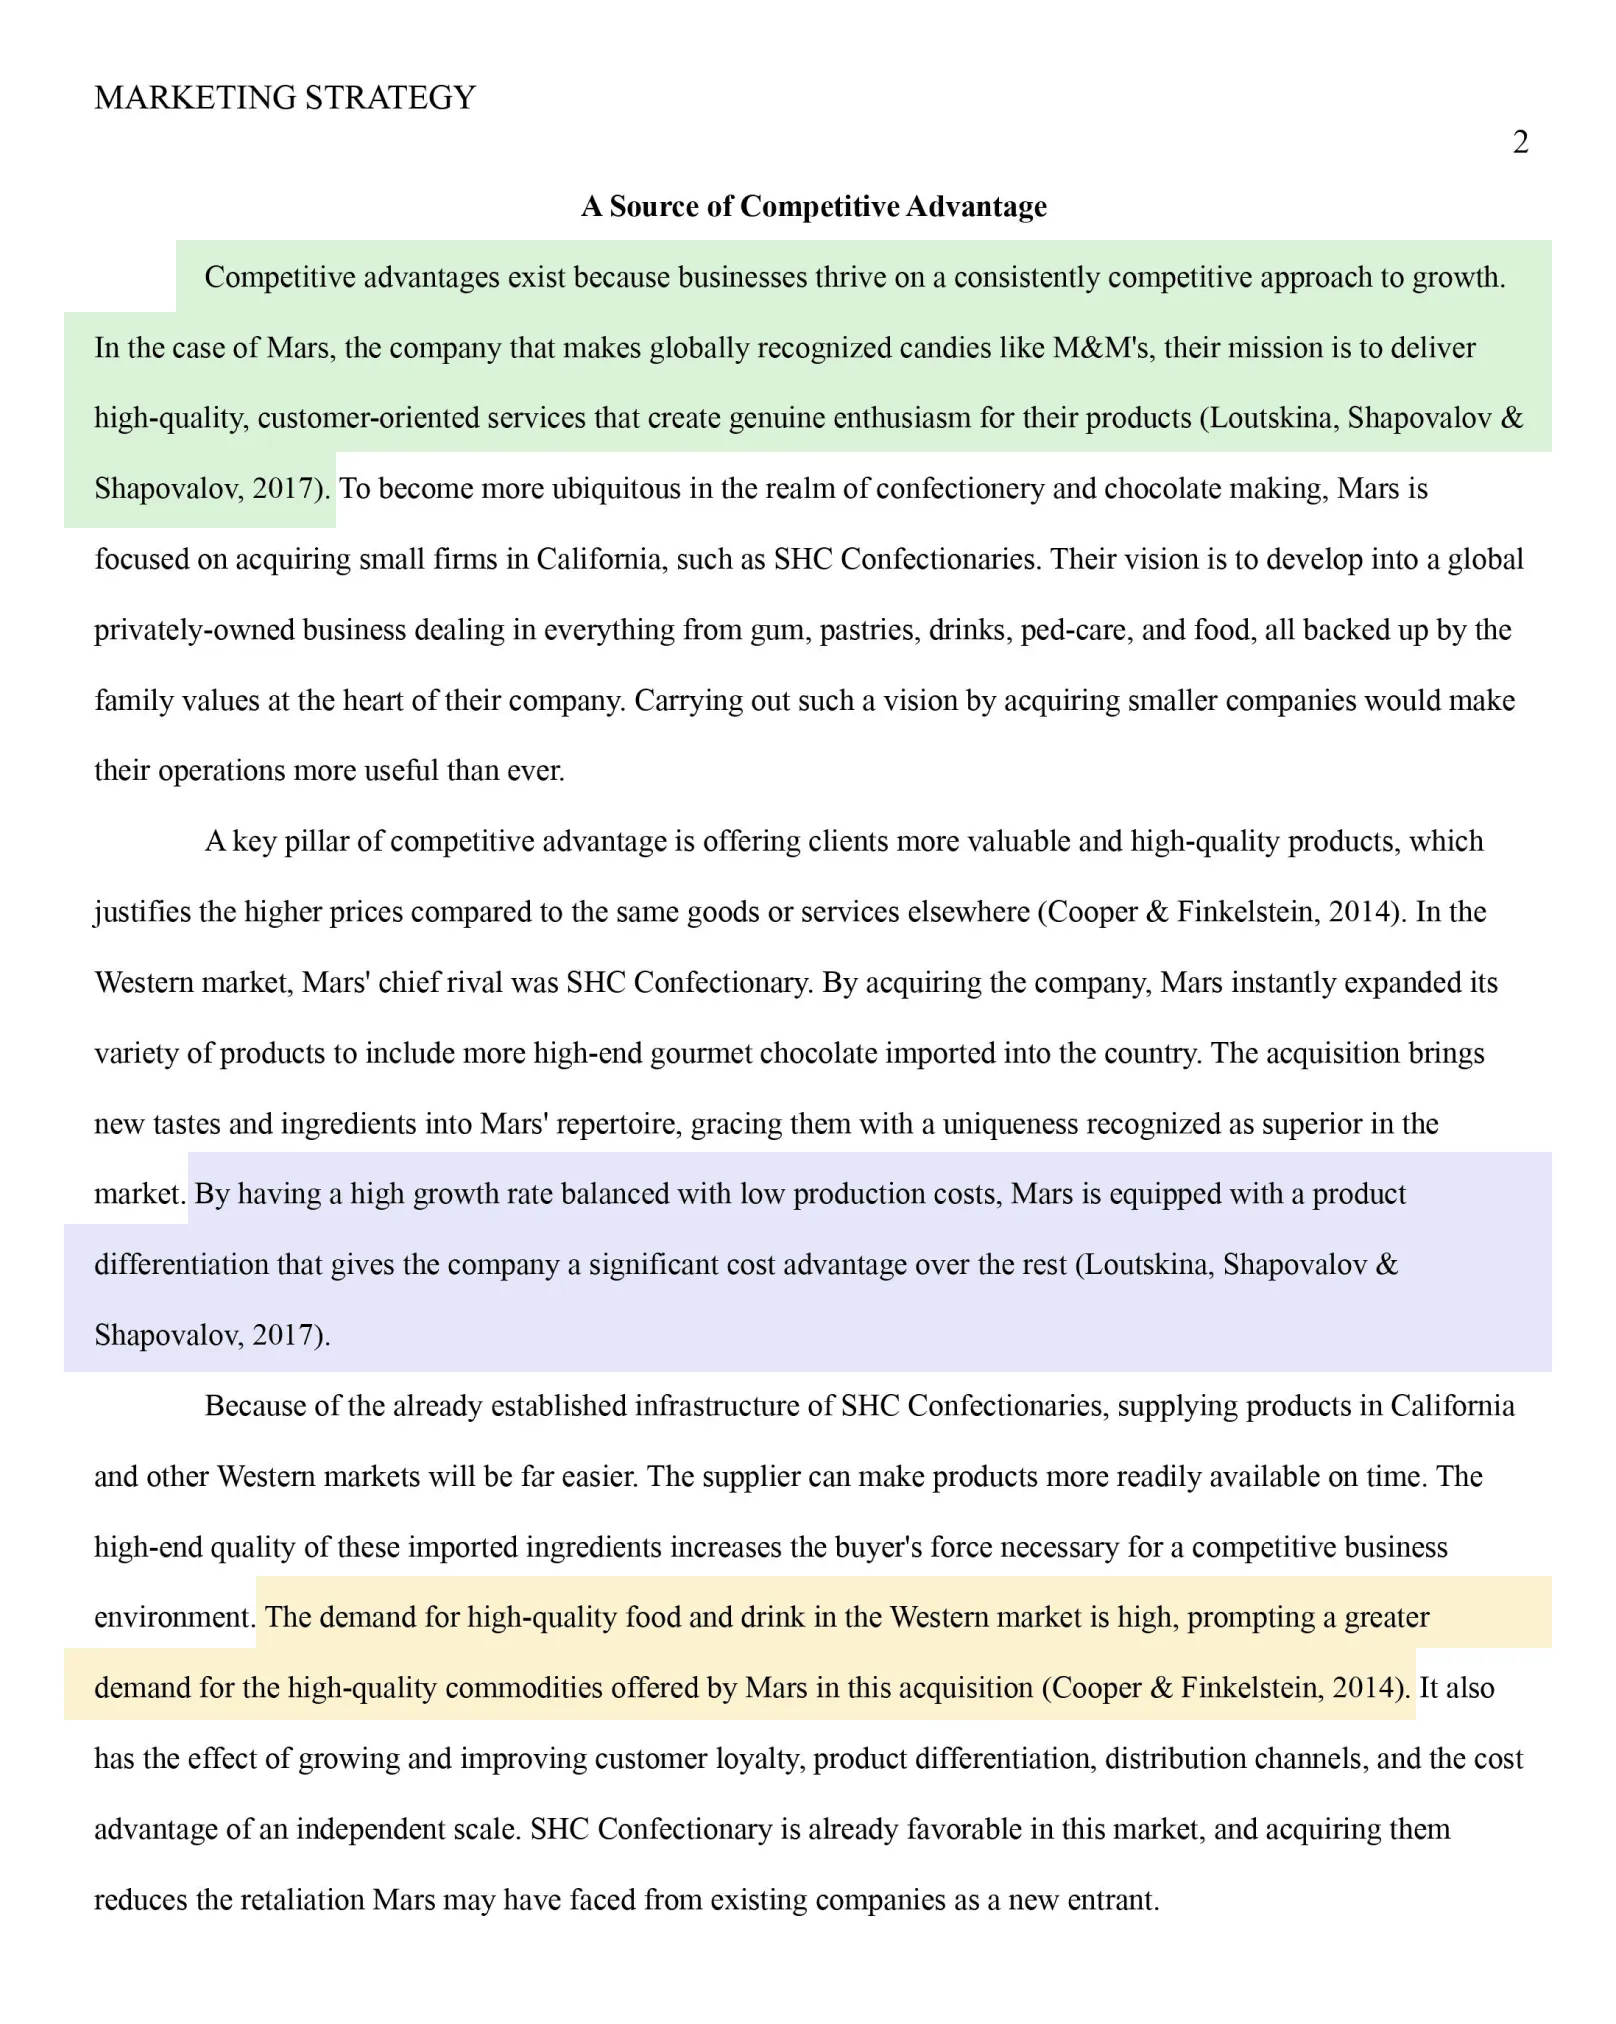 MARKETING STRATEGY
2
A Source of Competitive Advantage
Competitive advantages exist because businesses thrive on a consistently competitive approach to growth.
In the case of Mars, the company that makes globally recognized candies like M&M's, their mission is to deliver
high-quality, customer-oriented services that create genuine enthusiasm for their products (Loutskina, Shapovalov &
Shapovalov, 2017). To become more ubiquitous in the realm of confectionery and chocolate making, Mars is
focused on acquiring small firms in California, such as SHC Confectionaries. Their vision is to develop into a global
privately-owned business dealing in everything from gum, pastries, drinks, ped-care, and food, all backed up by the
family values at the heart of their company. Carrying out such a vision by acquiring smaller companies would make
their operations more useful than ever.
A key pillar of competitive advantage is offering clients more valuable and high-quality products, which
justifies the higher prices compared to the same goods or services elsewhere (Cooper & Finkelstein, 2014). In the
Western market, Mars' chief rival was SHC Confectionary. By acquiring the company, Mars instantly expanded its
variety of products to include more high-end gourmet chocolate imported into the country. The acquisition brings
new tastes and ingredients into Mars' repertoire, gracing them with a uniqueness recognized as superior in the
market. By having a high growth rate balanced with low production costs, Mars is equipped with a product
differentiation that gives the company a significant cost advantage over the rest (Loutskina, Shapovalov &
Shapovalov, 2017).
Because of the already established infrastructure of SHC Confectionaries, supplying products in California
and other Western markets will be far easier. The supplier can make products more readily available on time. The
high-end quality of these imported ingredients increases the buyer's force necessary for a competitive business
environment. The demand for high-quality food and drink in the Western market is high, prompting a greater
demand for the high-quality commodities offered by Mars in this acquisition (Cooper & Finkelstein, 2014). It also
has the effect of growing and improving customer loyalty, product differentiation, distribution channels, and the cost
advantage of an independent scale. SHC Confectionary is already favorable in this market, and acquiring them
reduces the retaliation Mars may have faced from existing companies as a new entrant.